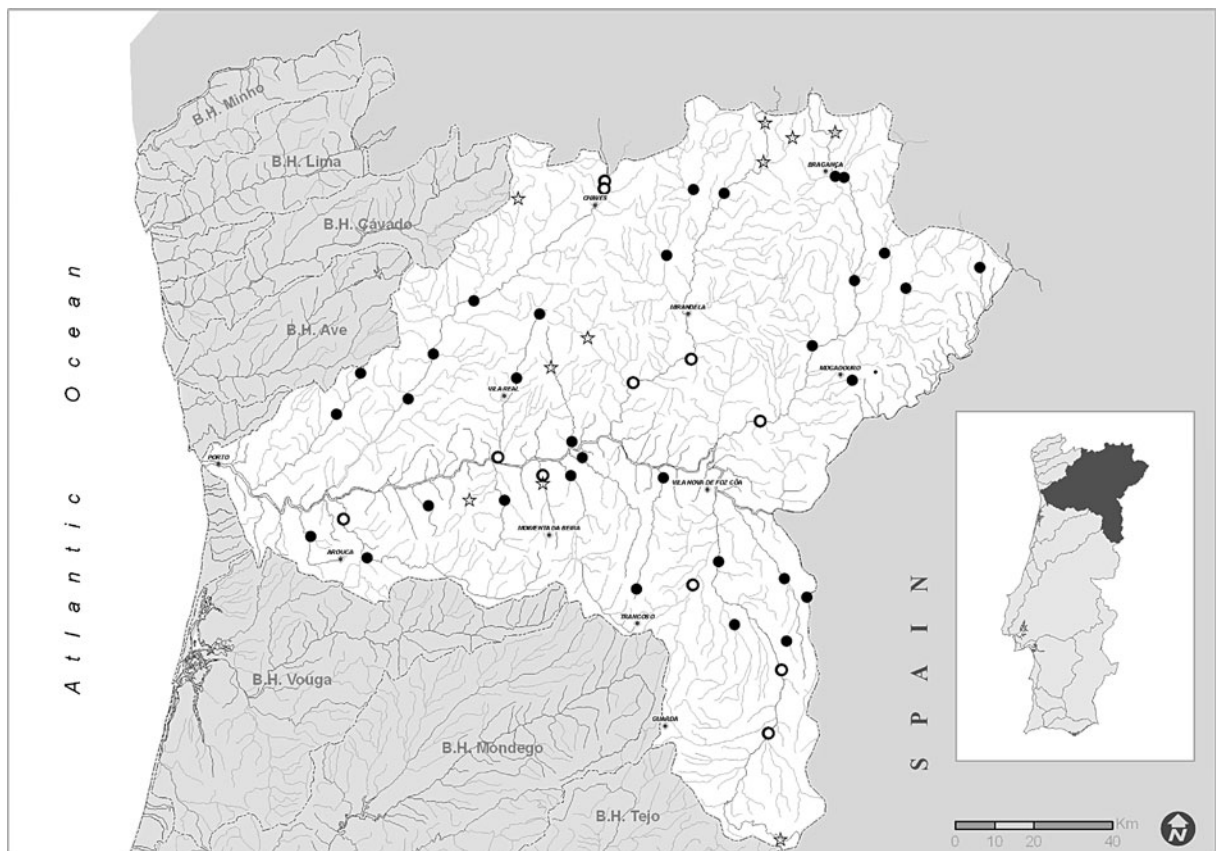 B.H. Minho
B.H. Lima
BRAGANÇA
CHAVES
B.H. Cávado
Atlantic Ocean
MIRANDELA
B.H. Ave
MOGADOURO
VILA REAL
PORTO
VILA NOVA DE FOZ CÔA
MOIMENTA DA BEIRA
AROUCA
SPAIN
TRANCOSO
B.H. Vouga
GUARDA
B.H. Mondego
B.H. Tejo
Km
0 10 20 40